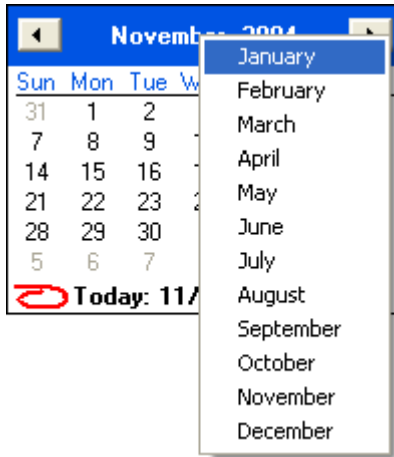 November 2004
Sun Mon Tue
31 1 2
7 8 9
14 15 16
21 22 23
28 29 30
5 6 7
Today: 11/
January
February
March
April
May
June
July
August
September
October
November
December